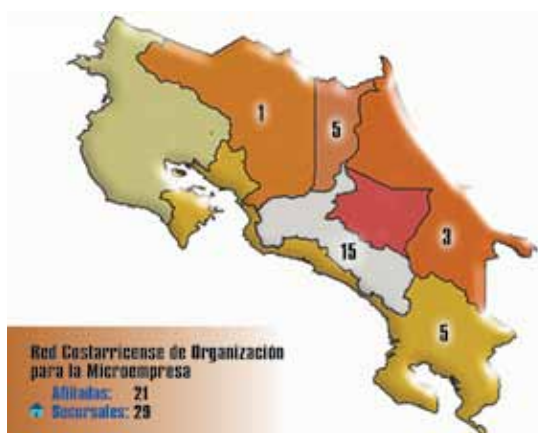 1
5
3
15
5
Red Costarricense de Organización
para la Microempresa
Afiliadas: 21
Sucursales: 29